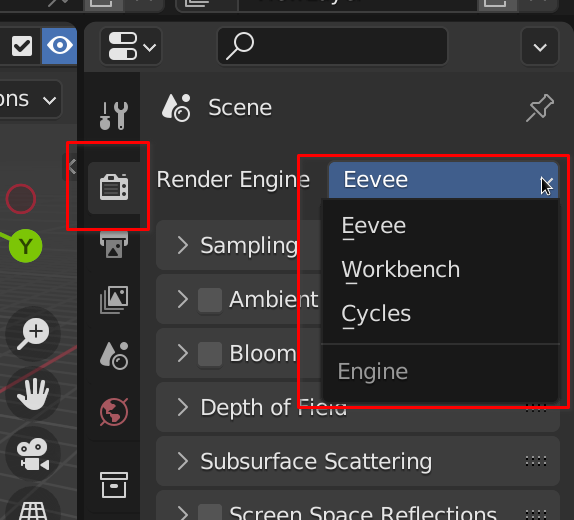 ons
Scene
Render Engine
Eevee
Eevee
Workbench
Cycles
Engine
Sampling
Ambient
Bloom
Depth of Field
Subsurface Scattering
Screen Space Reflections
Y